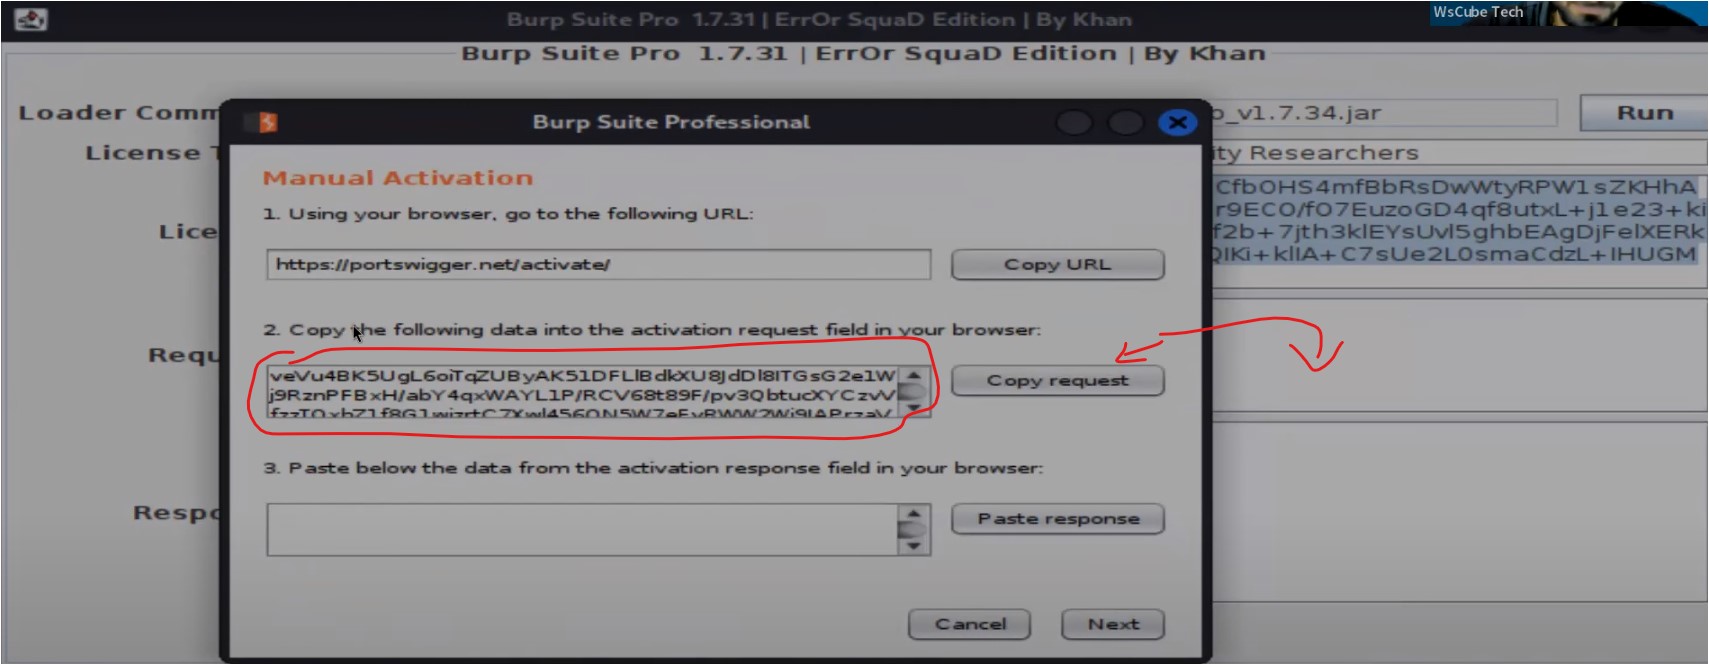 Burp Suite Pro 1.7.31 | ErrOr SquaD Edition | By Khan
WsCube Tech
Burp Suite Pro 1.7.31 | ErrOr SquaD Edition | By Khan
Loader Comm
o_v1.7.34.jar
Run
Burp Suite Professional
License T
ity Researchers
Manual Activation
CfbOHS4mfBbRsDwWtyRPW1sZKHhA
1. Using your browser, go to the following URL:
r9ECO/fO7EuzoGD4qf8utxL+j1e23+ki
Lice
f2b+7jth3klEYsUvl5ghbEAgDjFelXERk
QIKi+klIA+C7sUe2L0smaCdzL+IHUGM
https://portswigger.net/activate/
Copy URL
2. Copy the following data into the activation request field in your browser:
Requ
veVu4BK5UgL6oiTqZUByAK51DFLlBdkXU8JdDl8ITGsG2e1W
Copy request
j9RznPFBxH/abY4qxWAYL1P/RCV68t89F/pv3QbtucXYCzvV
3. Paste below the data from the activation response field in your browser:
Respo
Paste response
Cancel
Next